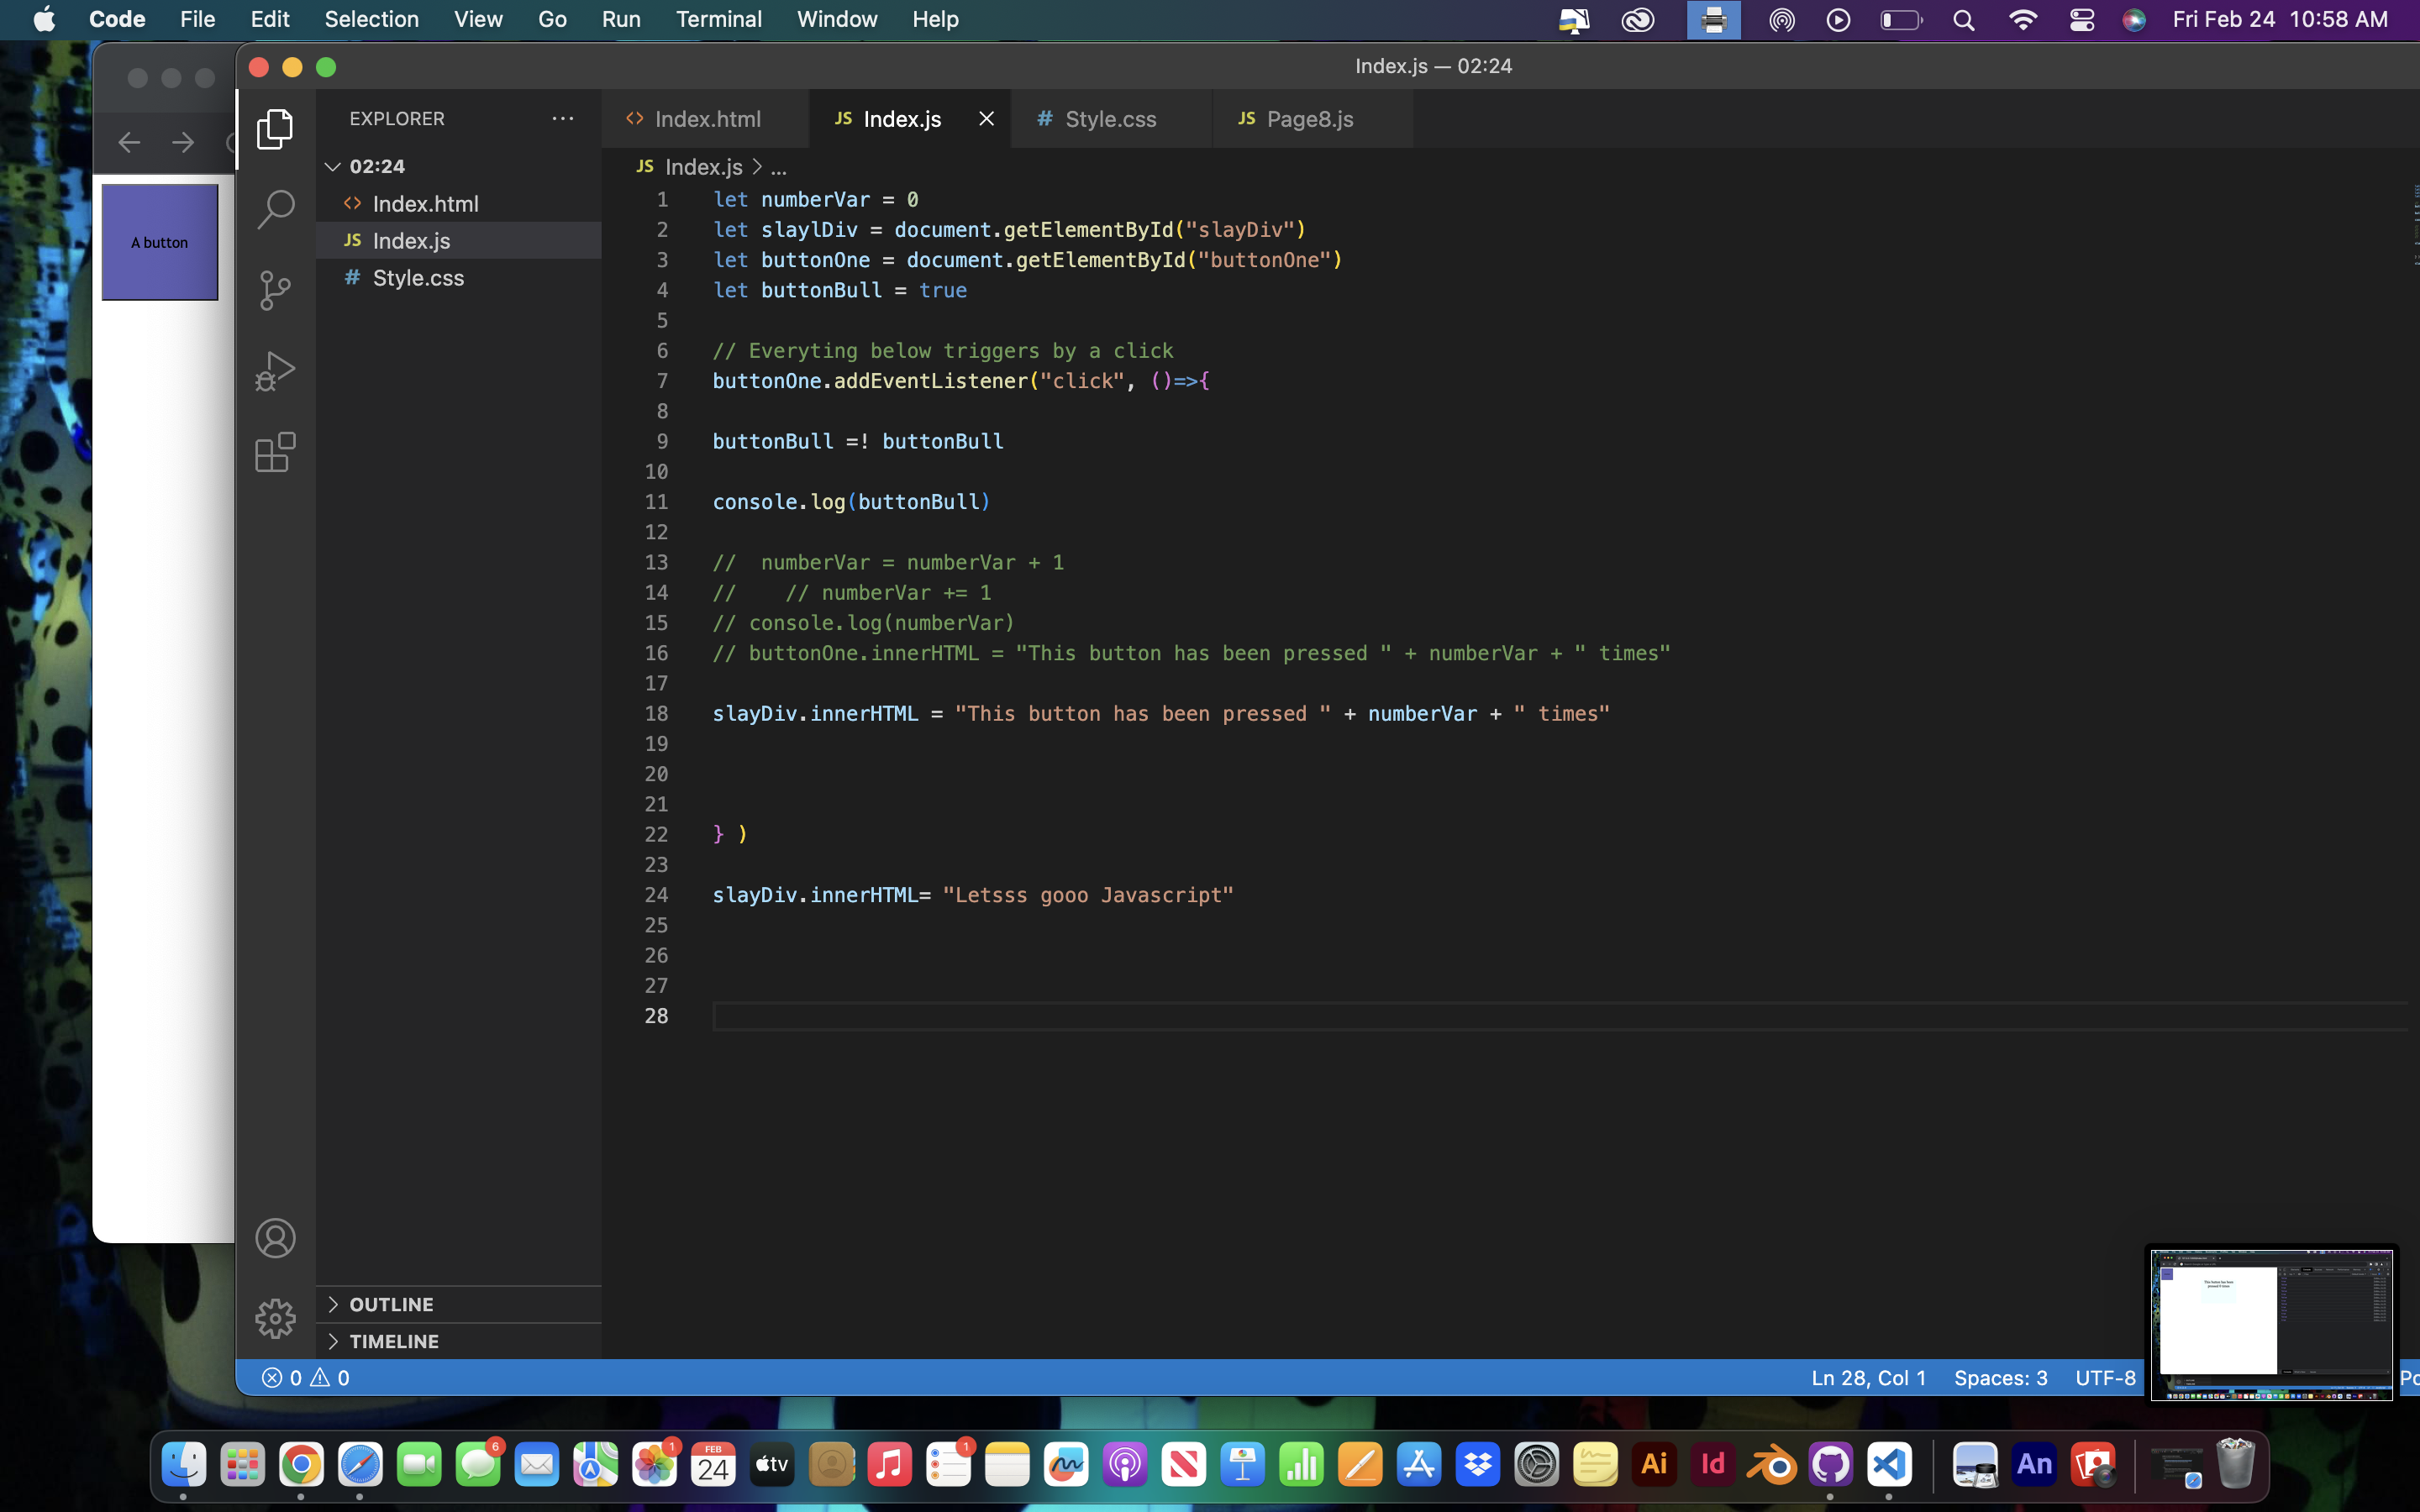 Code File Edit Selection View Go Run Terminal Window Help Fri Feb 24 10:58 AM
Index.js — 02:24
EXPLORER ...
Index.html JS Index.js # Style.css JS Page8.js
02:24
JS Index.js > ...
Index.html
JS Index.js
# Style.css
A button
1 let numberVar = 0
2 let slaylDiv = document.getElementById("slayDiv")
3 let buttonOne = document.getElementById("buttonOne")
4 let buttonBull = true
5
6 // Everyting below triggers by a click
7 buttonOne.addEventListener("click", ()=>{
8
9 buttonBull =! buttonBull
10
11 console.log(buttonBull)
12
13 //  numberVar = numberVar + 1
14 //    // numberVar += 1
15 // console.log(numberVar)
16 // buttonOne.innerHTML = "This button has been pressed " + numberVar + " times"
17
18 slayDiv.innerHTML = "This button has been pressed " + numberVar + " times"
19
20
21
22 } )
23
24 slayDiv.innerHTML= "Letsss gooo Javascript"
25
26
27
28
OUTLINE
TIMELINE
0 0 Ln 28, Col 1 Spaces: 3 UTF-8
6 1 FEB 24 tv 1 Ai Id An